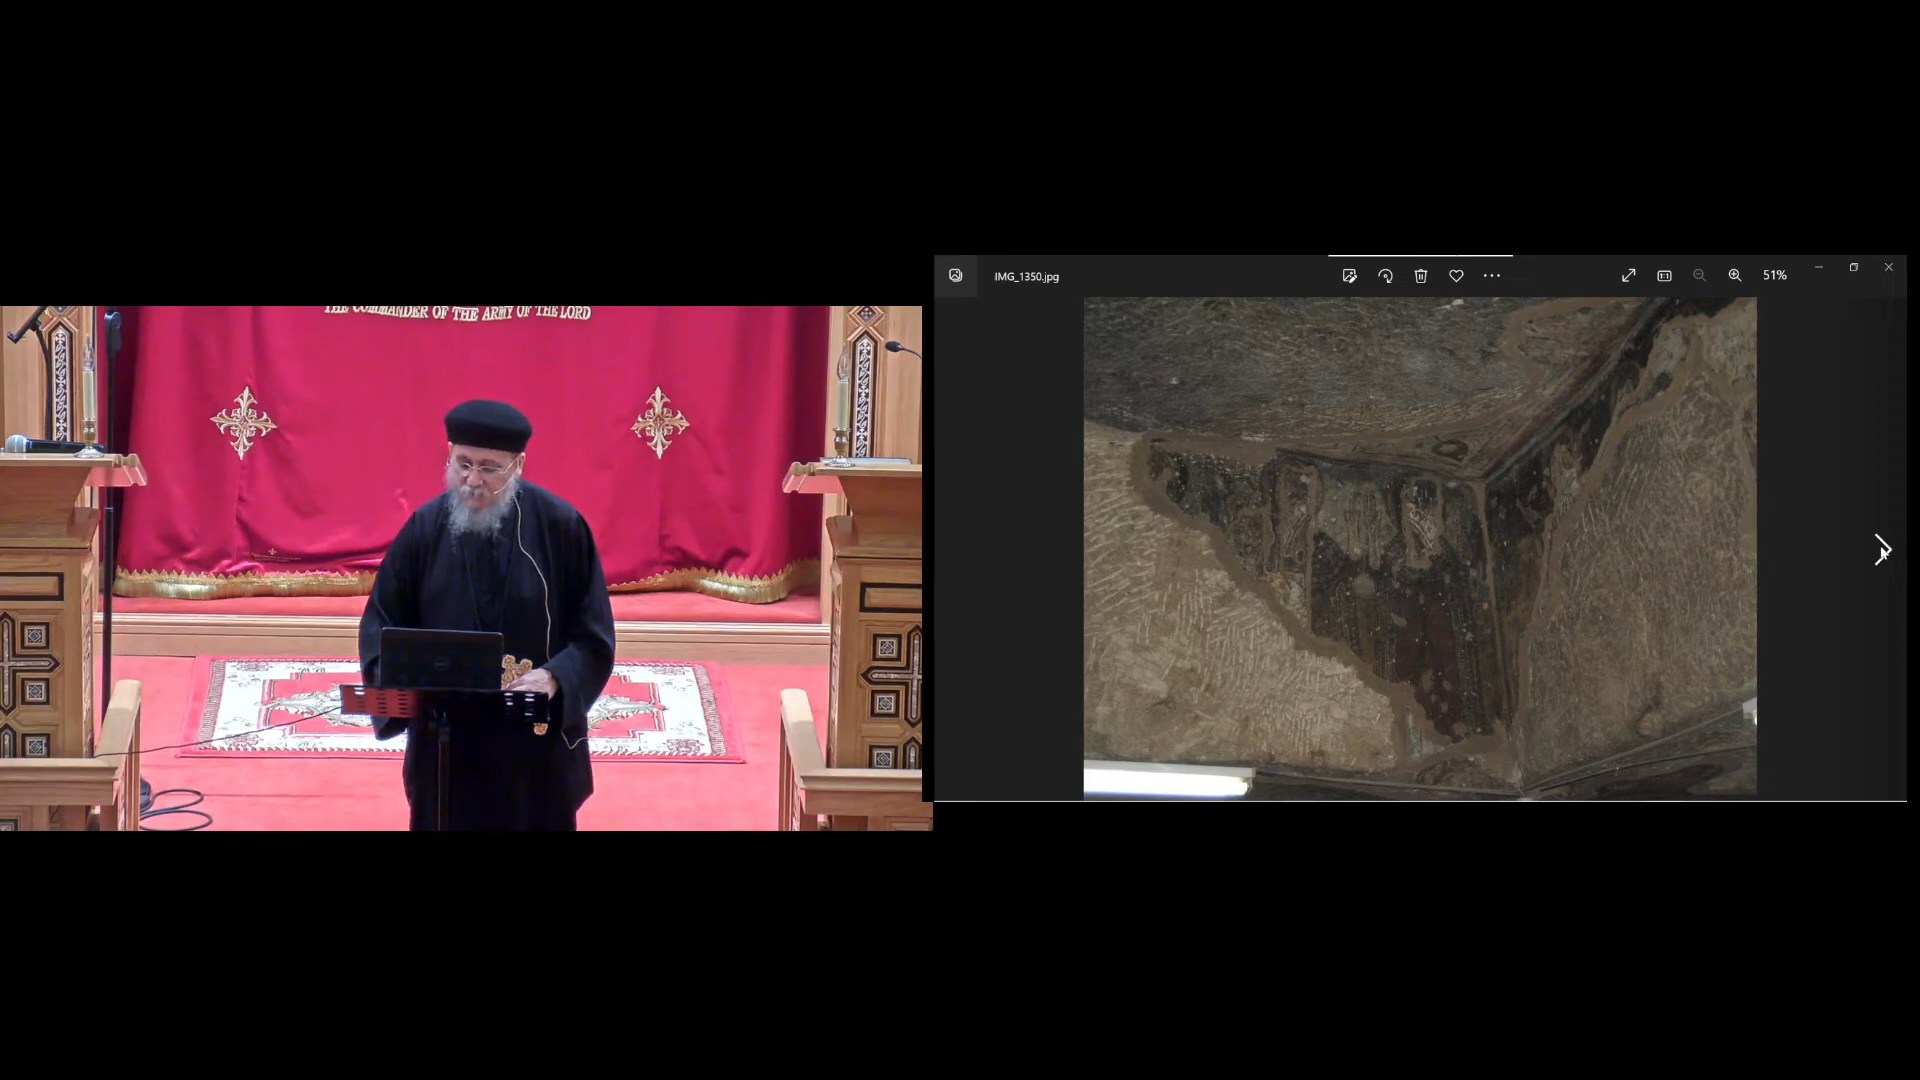 THE COMMANDER OF THE ARMY OF THE LORD
IMG_1350.jpg
51%